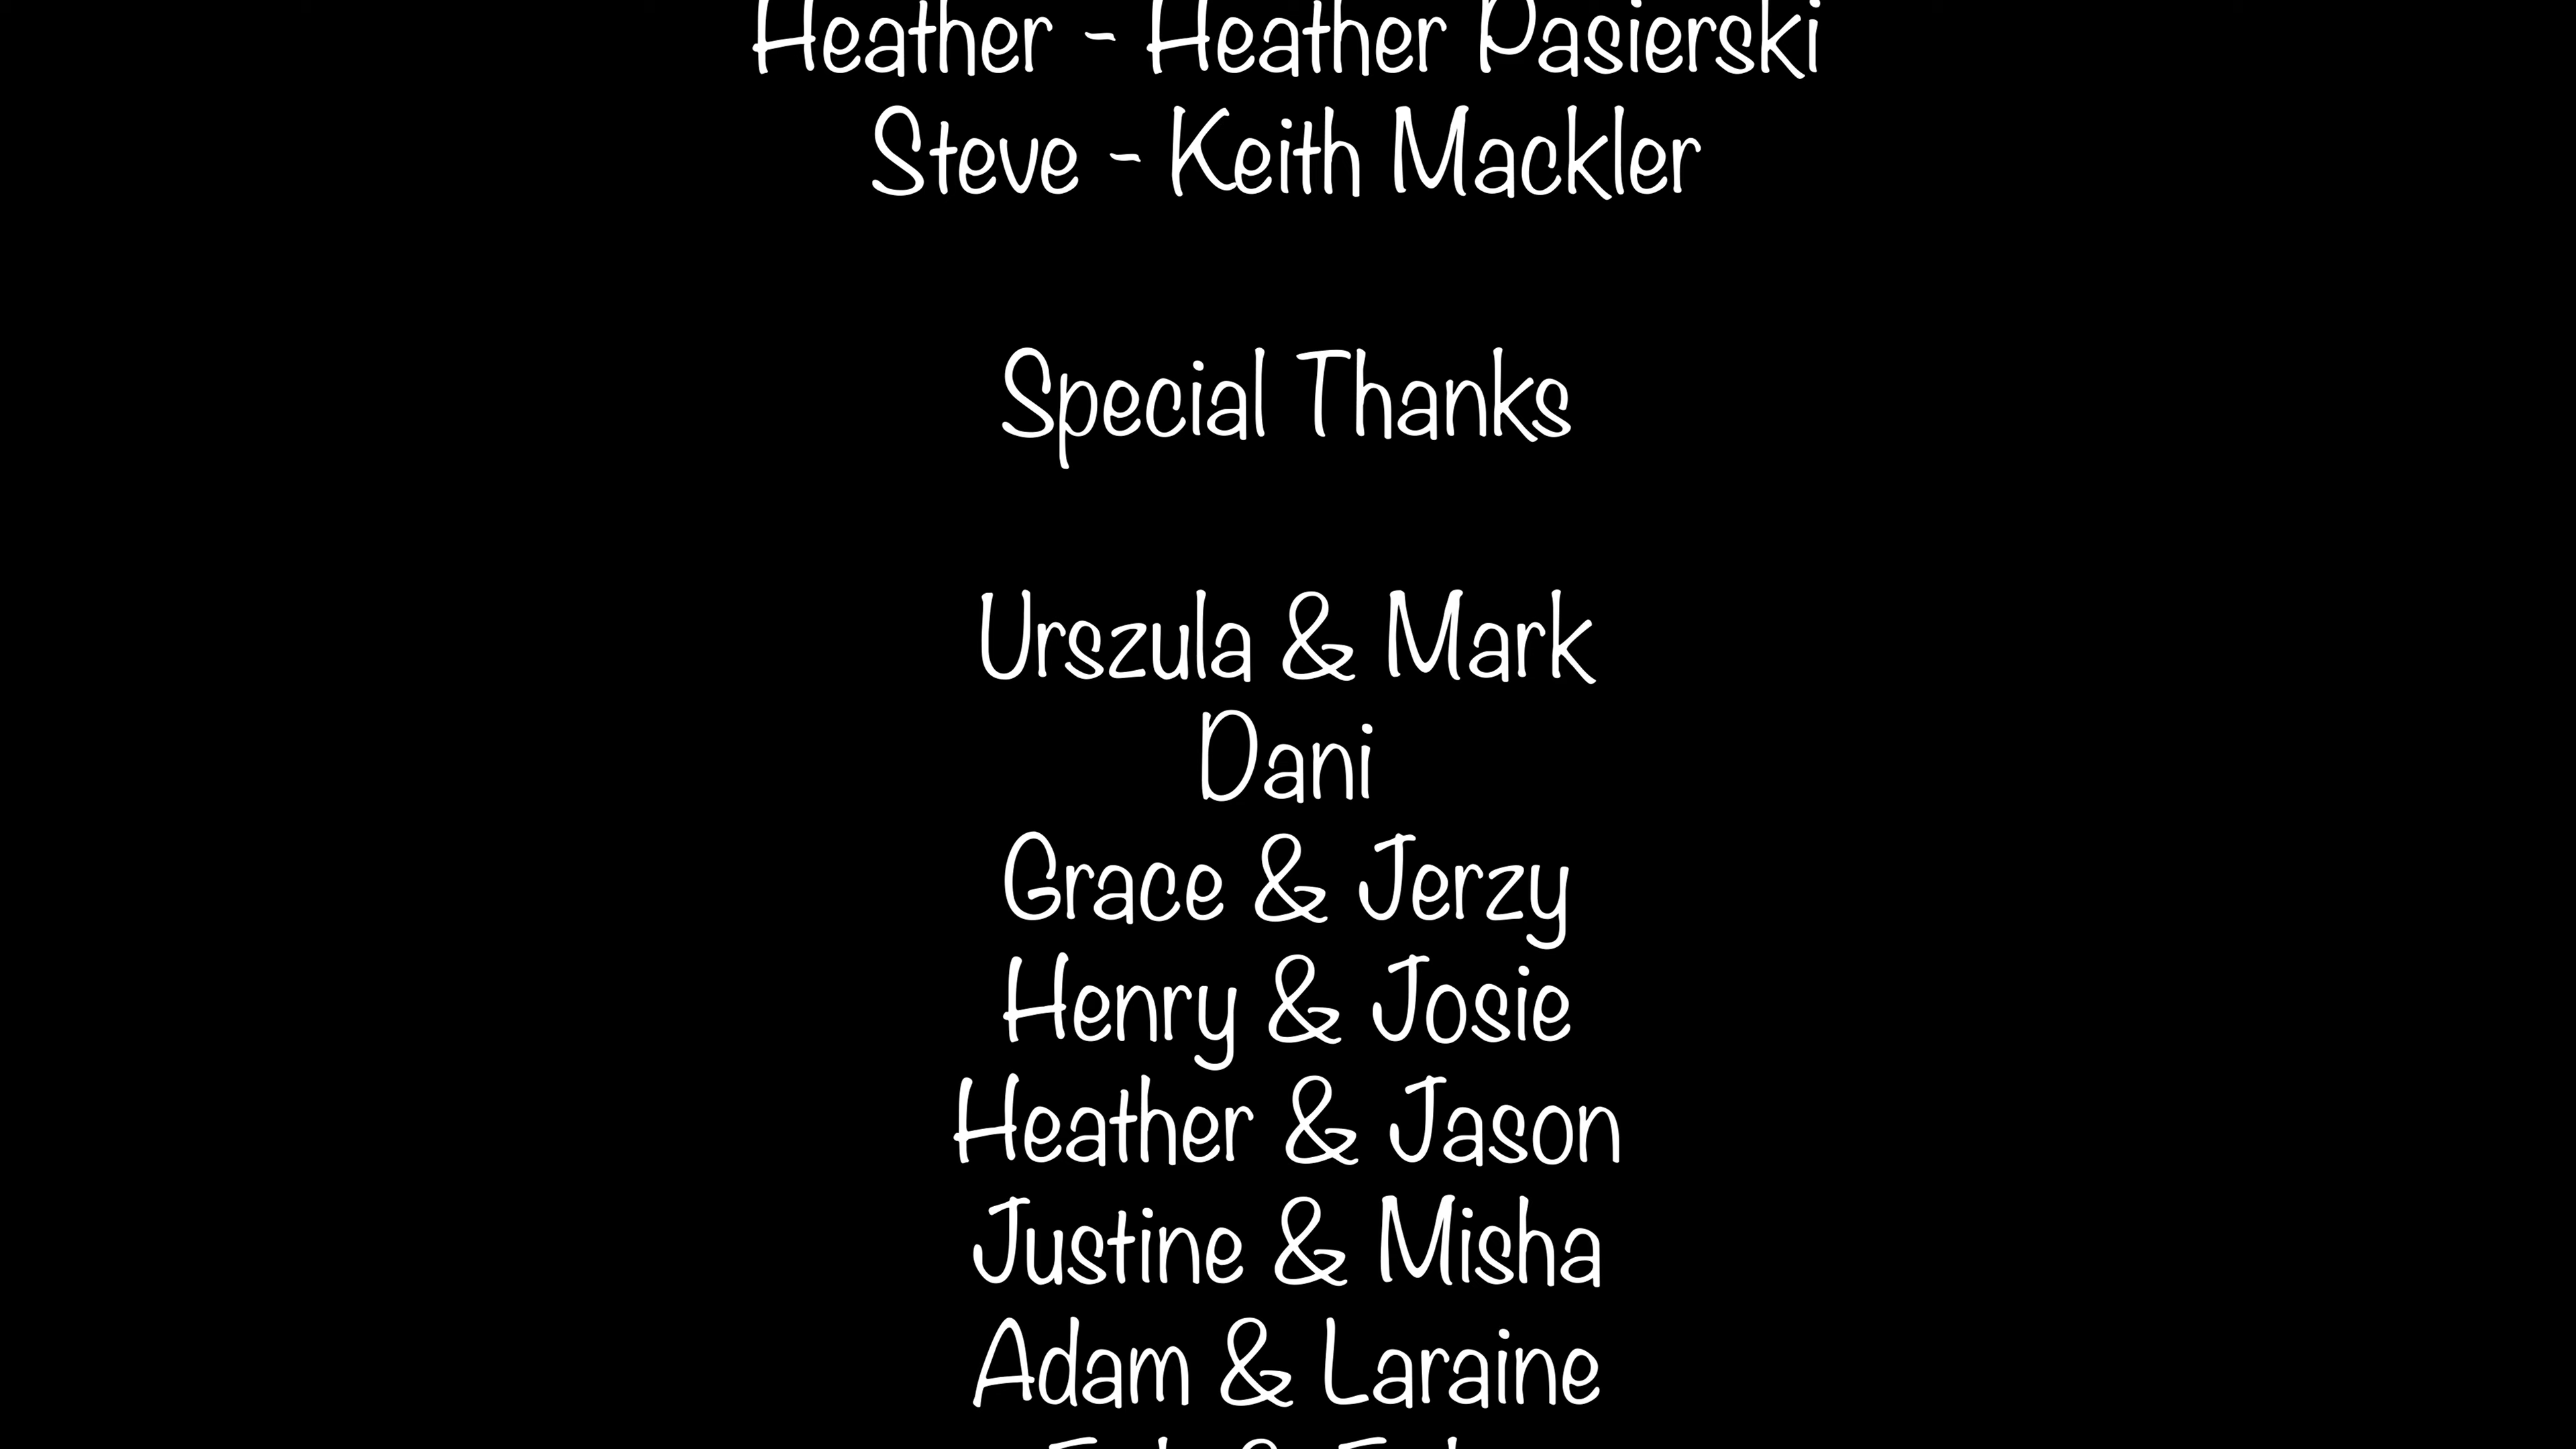 Heather - Heather Pasierski
Steve - Keith Mackler
Special Thanks
Urszula & Mark
Dani
Grace & Jerzy
Henry & Josie
Heather & Jason
Justine & Misha
Adam & Laraine